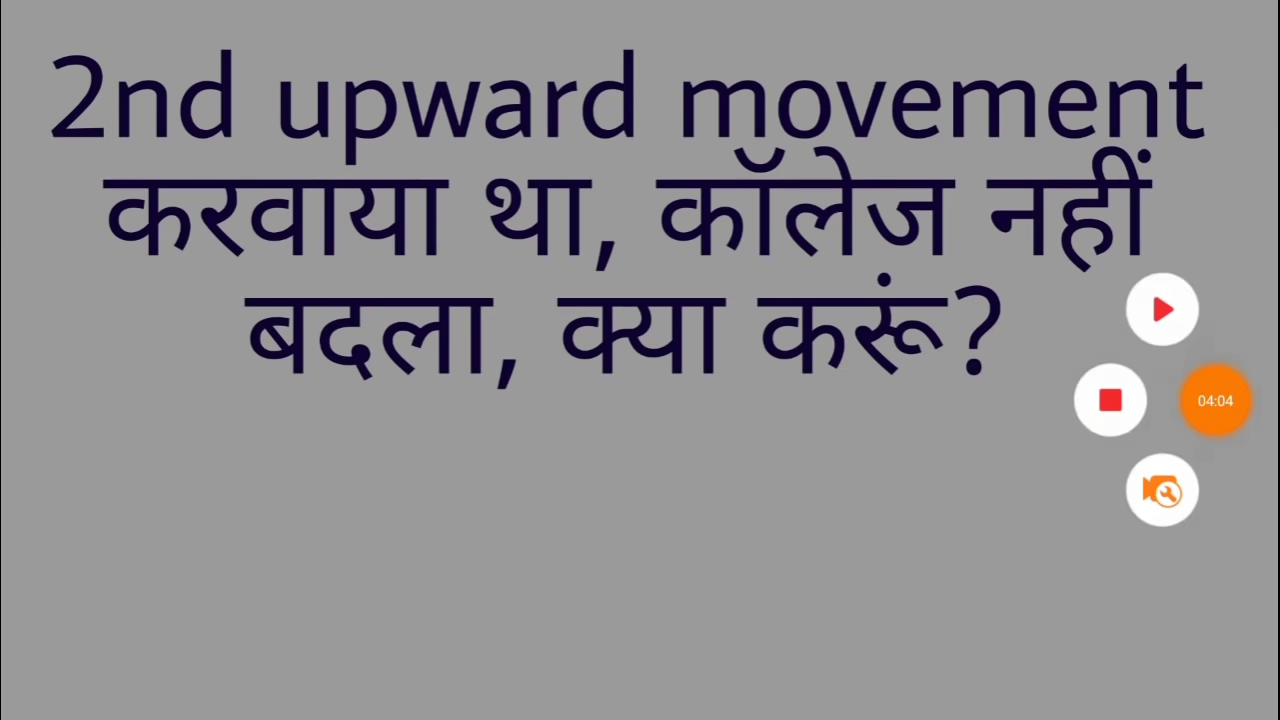 2nd upward movement
करवाया था, कॉलेज नहीं
बदला, क्या करूं?
04:04